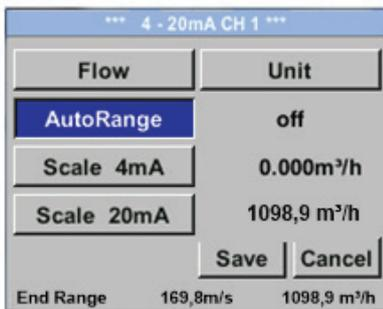 *** 4 - 20mA CH 1 ***
Flow Unit
AutoRange off
Scale 4mA 0.000m³/h
Scale 20mA 1098,9 m³/h
Save Cancel
End Range 169,8m/s 1098,9 m³/h